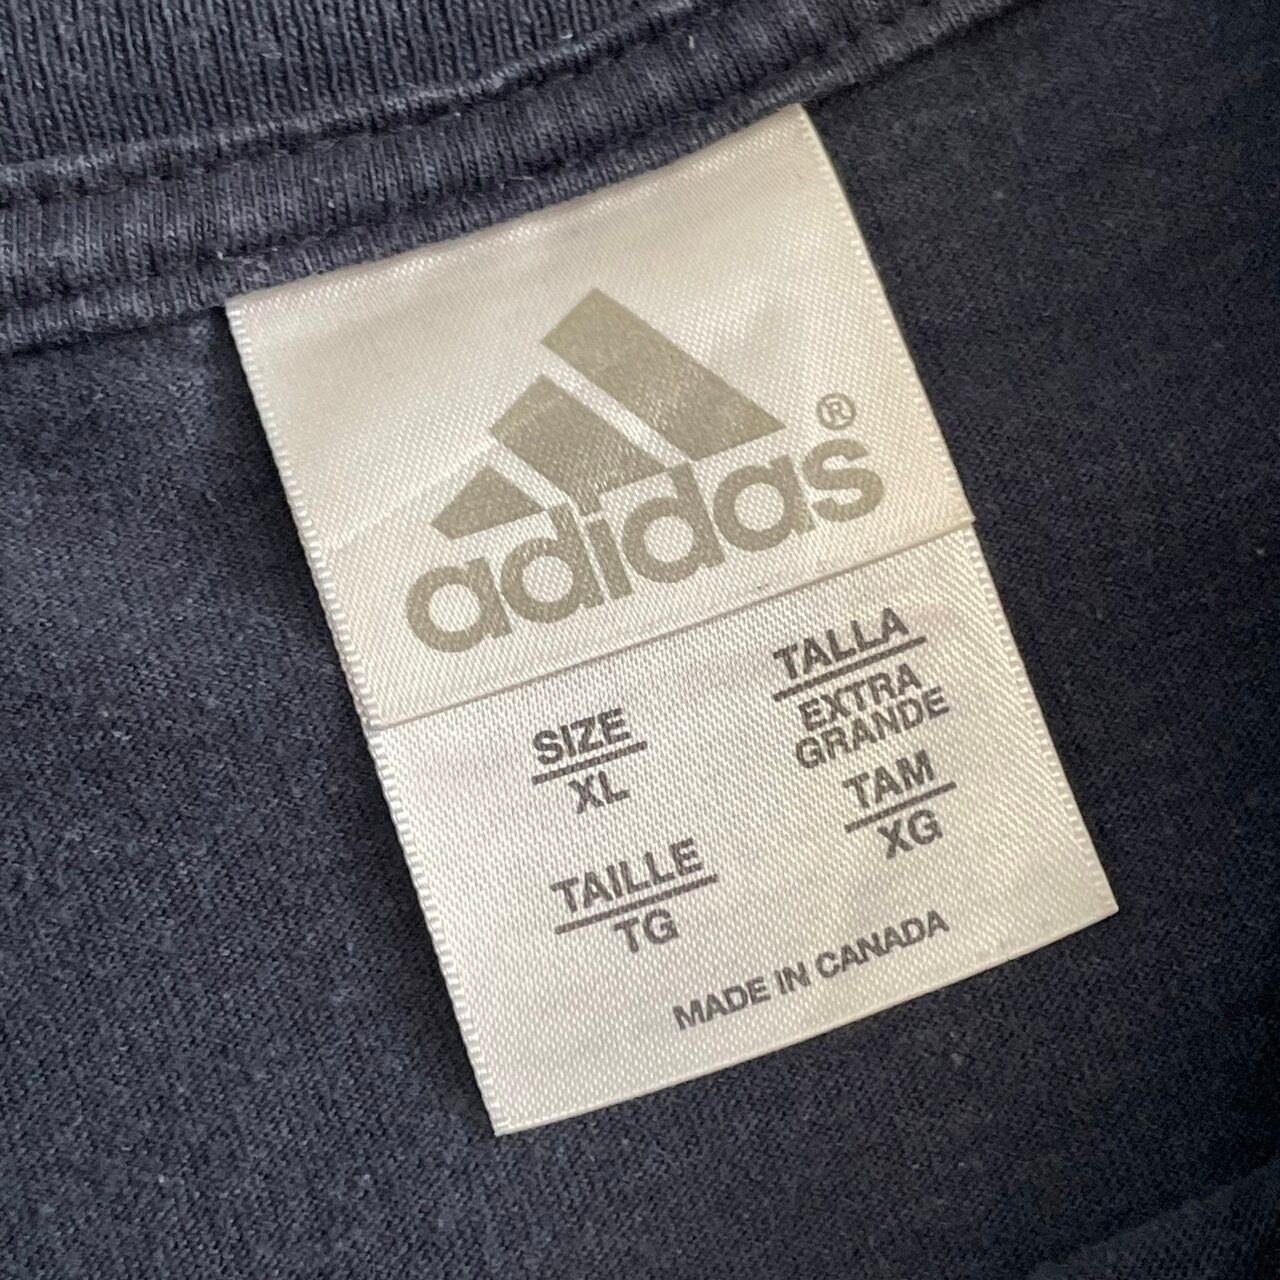 adidas®
SIZE
XL
TALLA
EXTRA
GRANDE
TAILLE
TG
TAM
XG
MADE IN CANADA